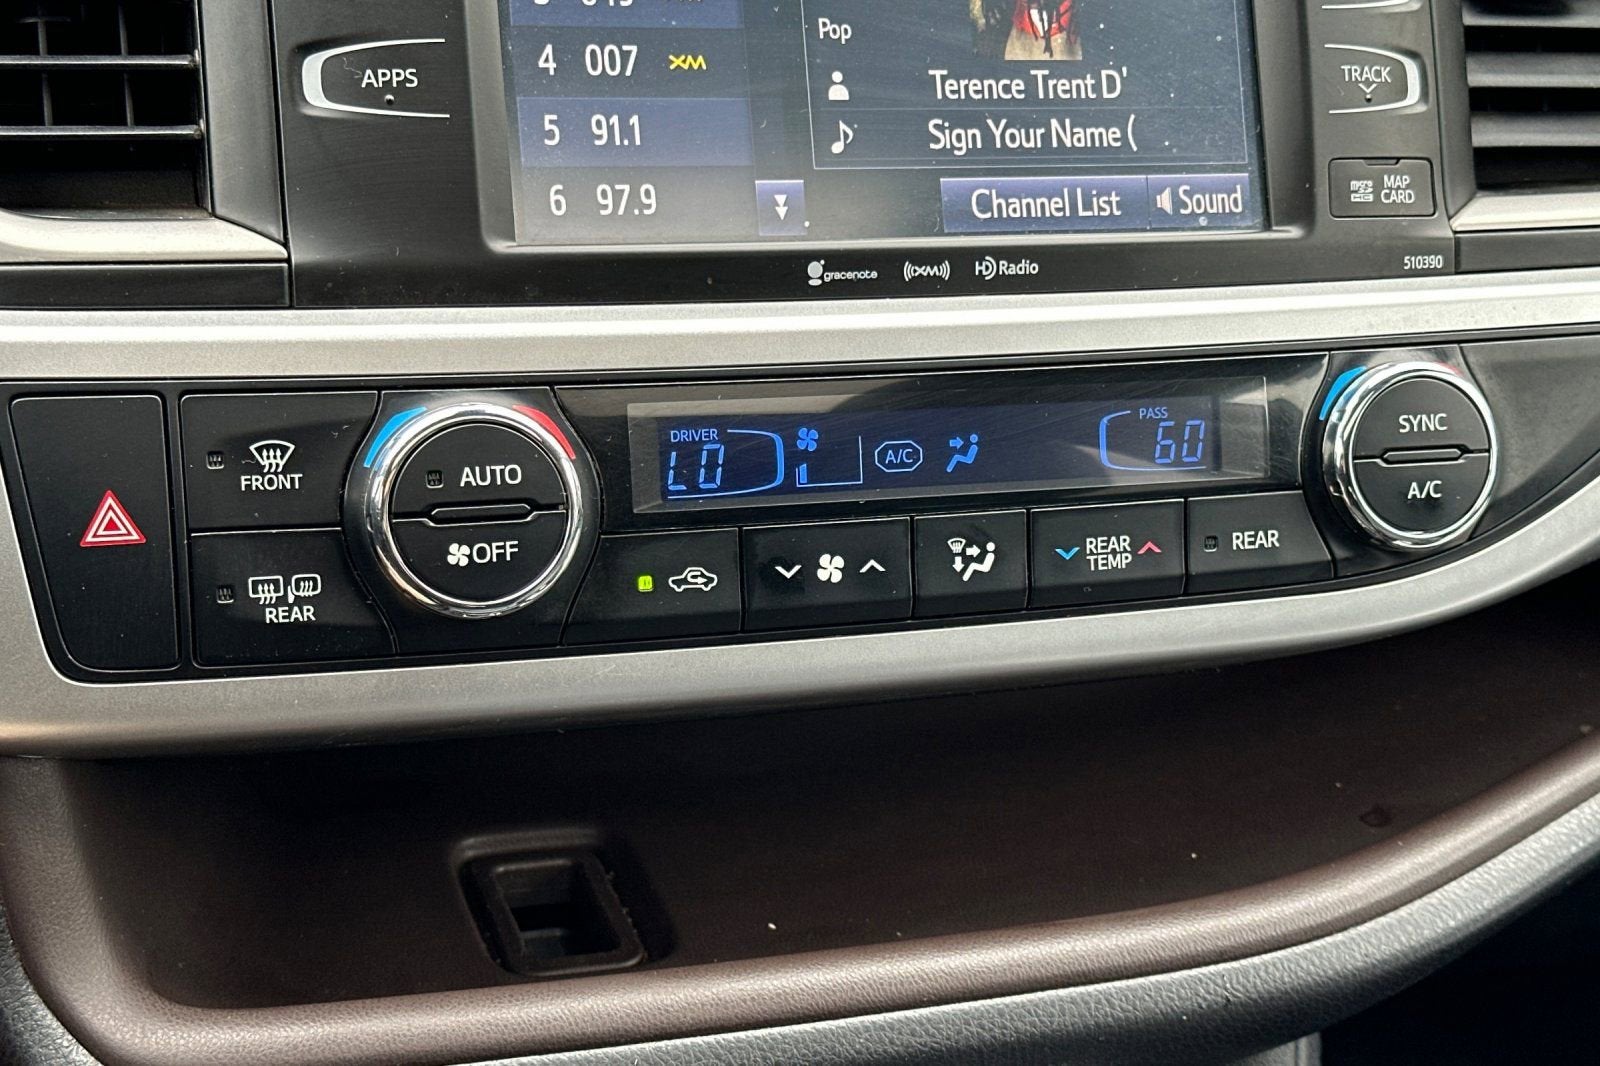 4 007 XM
5 91.1
6 97.9
Pop
Terence Trent D'
Sign Your Name (
Channel List
Sound
APPS
TRACK
micro
MAP
CARD
gracenote
((XM))
HD Radio
510390
FRONT
REAR
AUTO
OFF
DRIVER
LO
A/C
PASS
60
REAR
TEMP
REAR
SYNC
A/C